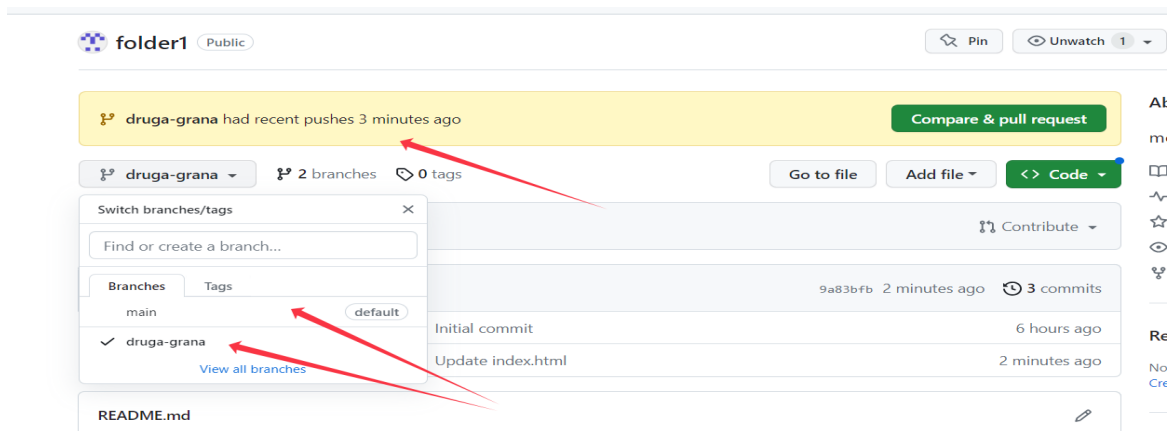 folder1 Public Pin Unwatch 1
druga-grana had recent pushes 3 minutes ago Compare & pull request
druga-grana 2 branches 0 tags Go to file Add file <> Code
Switch branches/tags
Contribute
Find or create a branch...
Branches Tags
9a83bfb 2 minutes ago 3 commits
main default
Initial commit 6 hours ago
druga-grana
Update index.html 2 minutes ago
View all branches
README.md